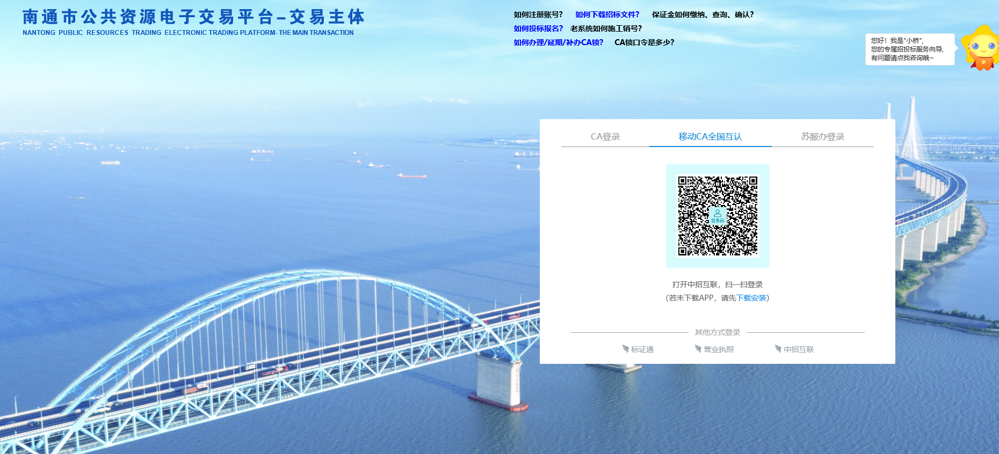 南通市公共资源电子交易平台-交易主体
NANTONG PUBLIC RESOURCES TRADING ELECTRONIC TRADING PLATFORM-THE MAIN TRANSACTION
如何注册账号? 如何下载招标文件? 保证金如何缴纳、查询、确认?
如何投标报名? 老系统如何施工销号?
如何办理/延期/补办CA锁? CA锁口令是多少?
您好！我是"小桥",
您的专属招投标服务向导,
有问题请点我咨询哦~
CA登录 移动CA全国互认 苏服办登录
登录码
打开中招互联，扫一扫登录
（若未下载APP，请先下载安装）
其他方式登录
标证通 营业执照 中招互联